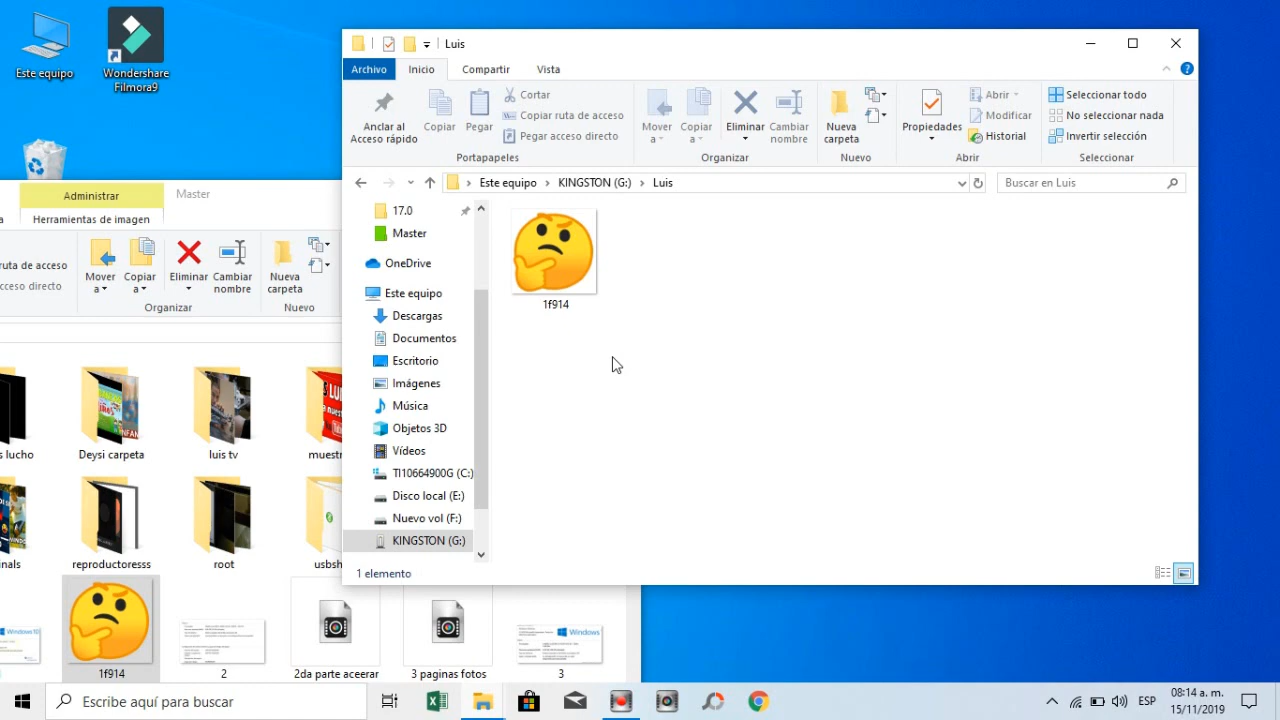 Este equipo
Wondershare
Filmora9
Luis
Archivo
Inicio
Compartir
Vista
Anclar al
Acceso rápido
Copiar
Pegar
Cortar
Copiar ruta de acceso
Pegar acceso directo
Portapapeles
Mover
a
Copiar
a
Eliminar
Cambiar
nombre
Organizar
Nueva
carpeta
Nuevo
Propiedades
Abrir
Modificar
Historial
Abrir
Seleccionar todo
No seleccionar nada
Invertir selección
Seleccionar
Este equipo
KINGSTON (G:)
Luis
Buscar en Luis
17.0
Master
OneDrive
Este equipo
Descargas
Documentos
Escritorio
Imágenes
Música
Objetos 3D
Vídeos
TI10664900G (C:)
Disco local (E:)
Nuevo vol (F:)
KINGSTON (G:)
1f914
1 elemento
Administrar
Master
a
Herramientas de imagen
ruta de acceso
cceso directo
Mover
a
Copiar
a
Eliminar
Cambiar
nombre
Organizar
Nueva
carpeta
Nuevo
s lucho
Deysi carpeta
luis tv
muestr
nals
reproductoresss
root
usbsh
1f914
2
2da parte aceerar
3 paginas fotos
3
Windows 10
Windows
Escribe aquí para buscar
ESP
08:14 a. m.
15/11/2019